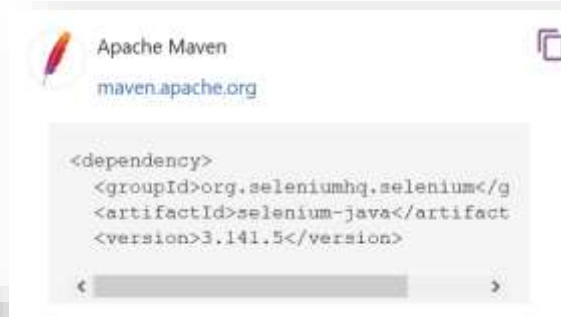 Apache Maven
maven.apache.org
<dependency>
<groupId>org.seleniumhq.selenium</g
<artifactId>selenium-java</artifact
<version>3.141.5</version>